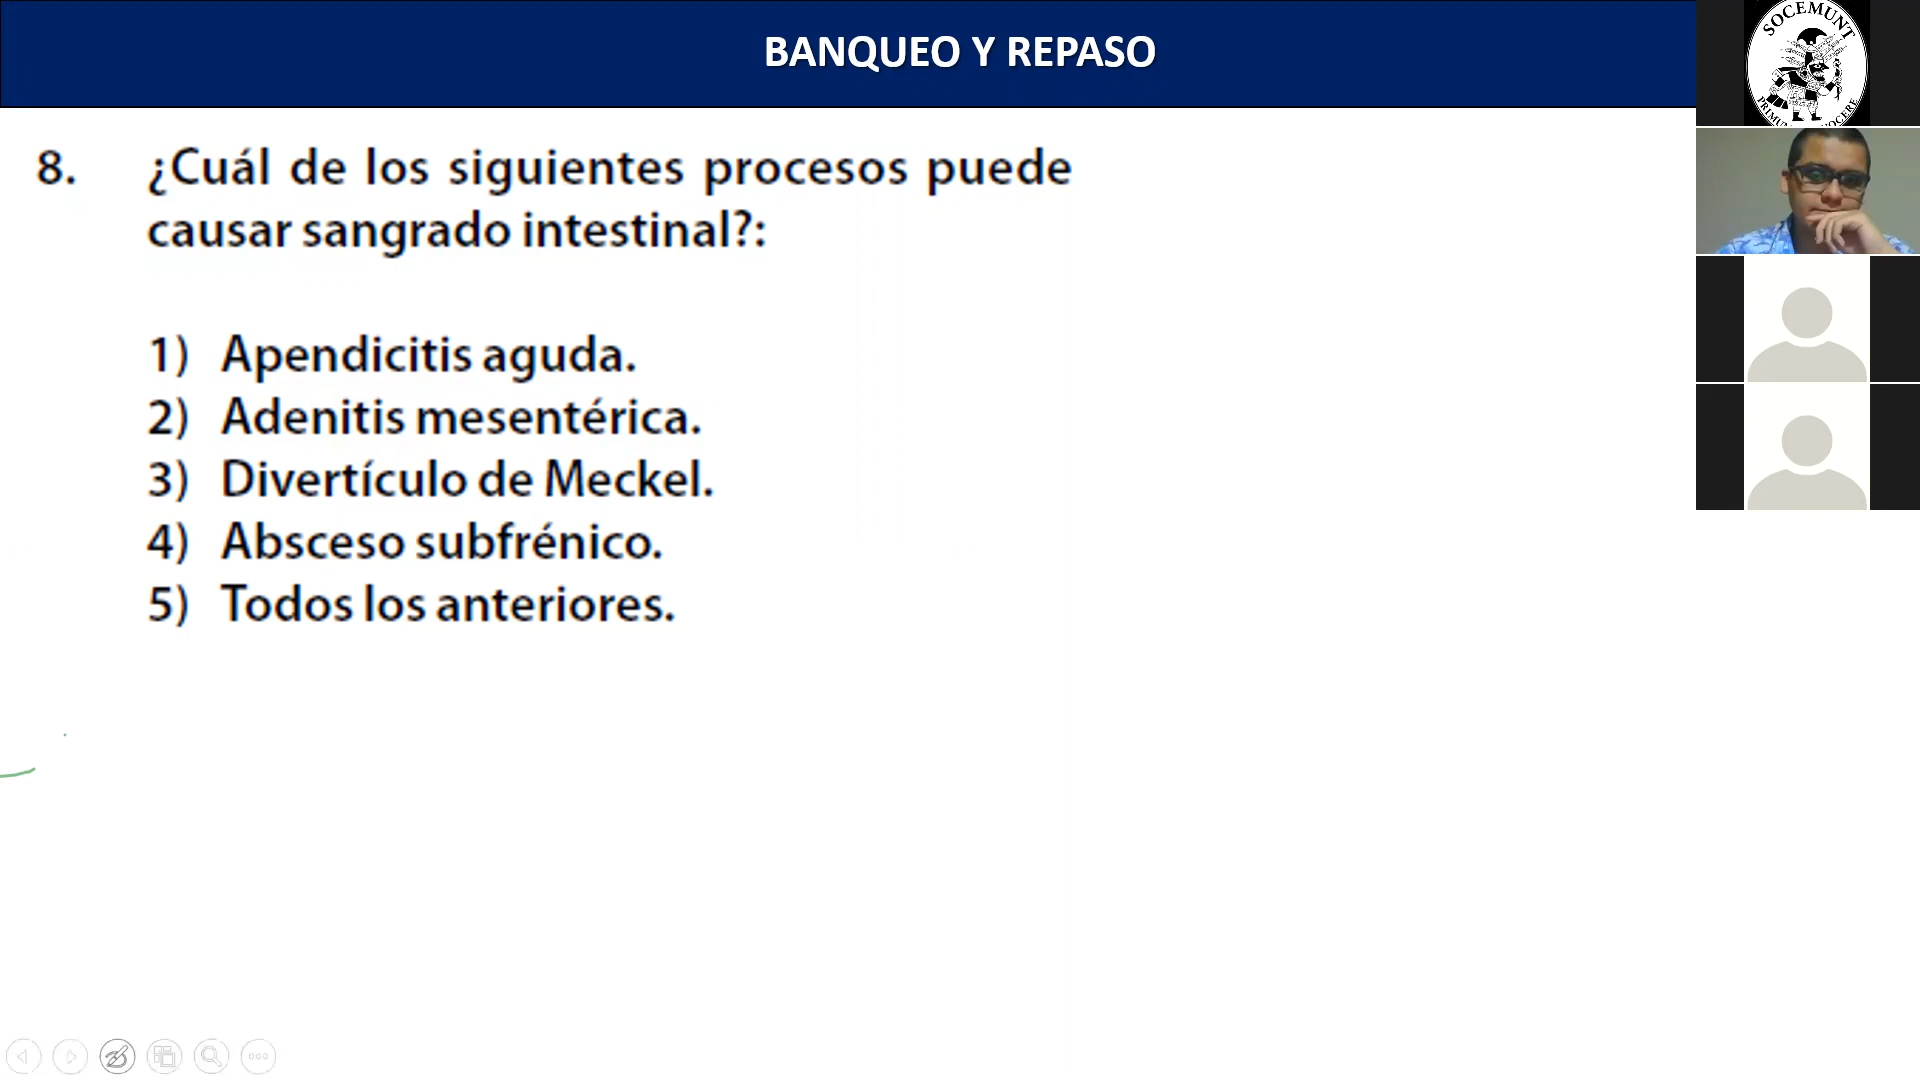 BANQUEO Y REPASO
SOCEMUNT
8. ¿Cuál de los siguientes procesos puede
causar sangrado intestinal?:
1) Apendicitis aguda.
2) Adenitis mesentérica.
3) Divertículo de Meckel.
4) Absceso subfrénico.
5) Todos los anteriores.